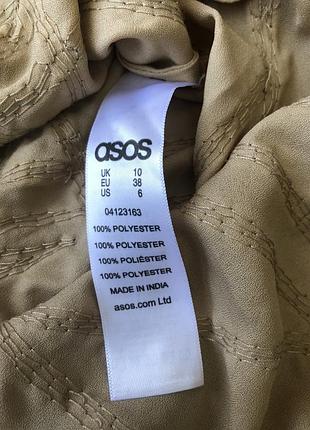 asos
UK 10
EU 38
US 6
04123163
100% POLYESTER
100% POLYESTER
100% POLIÉSTER
100% POLYESTER
MADE IN INDIA
asos.com Ltd